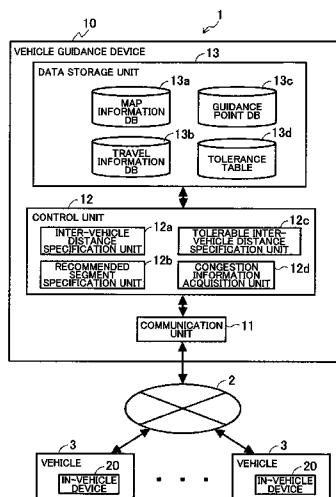 1
10
VEHICLE GUIDANCE DEVICE
13
DATA STORAGE UNIT
13a
13c
MAP
INFORMATION
DB
GUIDANCE
POINT DB
13b
13d
TRAVEL
INFORMATION
DB
TOLERANCE
TABLE
12
CONTROL UNIT
12a
12c
INTER-VEHICLE
DISTANCE
SPECIFICATION UNIT
TOLERABLE INTER-
VEHICLE DISTANCE
SPECIFICATION UNIT
12b
12d
RECOMMENDED
SEGMENT
SPECIFICATION UNIT
CONGESTION
INFORMATION
ACQUISITION UNIT
11
COMMUNICATION
UNIT
2
3
3
VEHICLE
20
IN-VEHICLE
DEVICE
. . .
VEHICLE
20
IN-VEHICLE
DEVICE